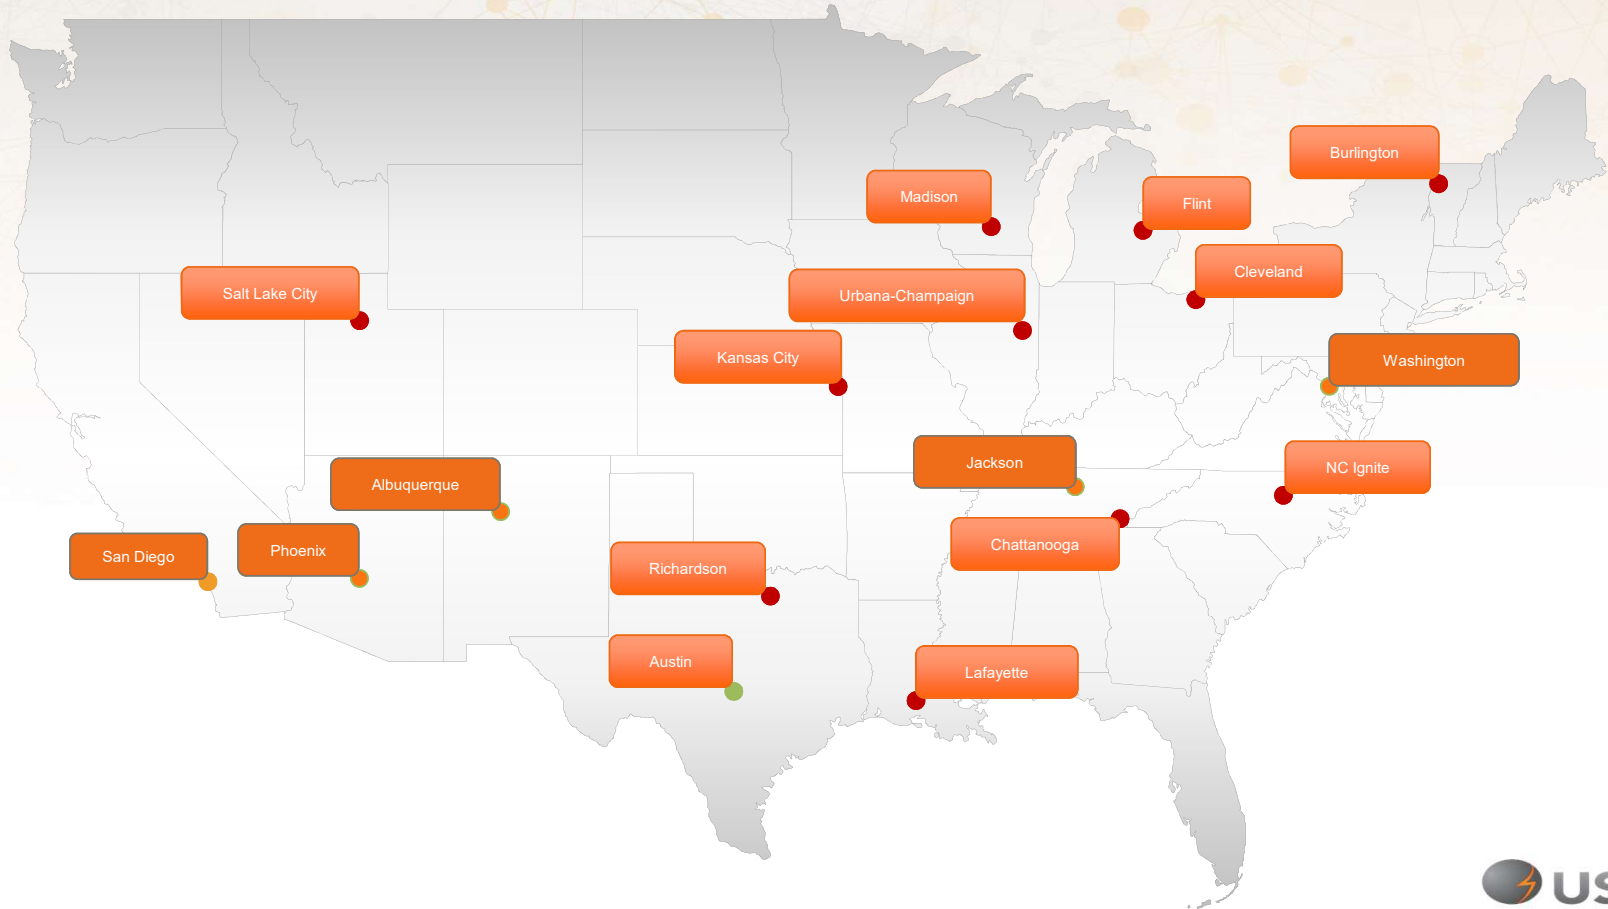 Burlington
Madison
Flint
Cleveland
Salt Lake City
Urbana-Champaign
Kansas City
Washington
Jackson
NC Ignite
Albuquerque
Chattanooga
San Diego
Phoenix
Richardson
Austin
Lafayette
US